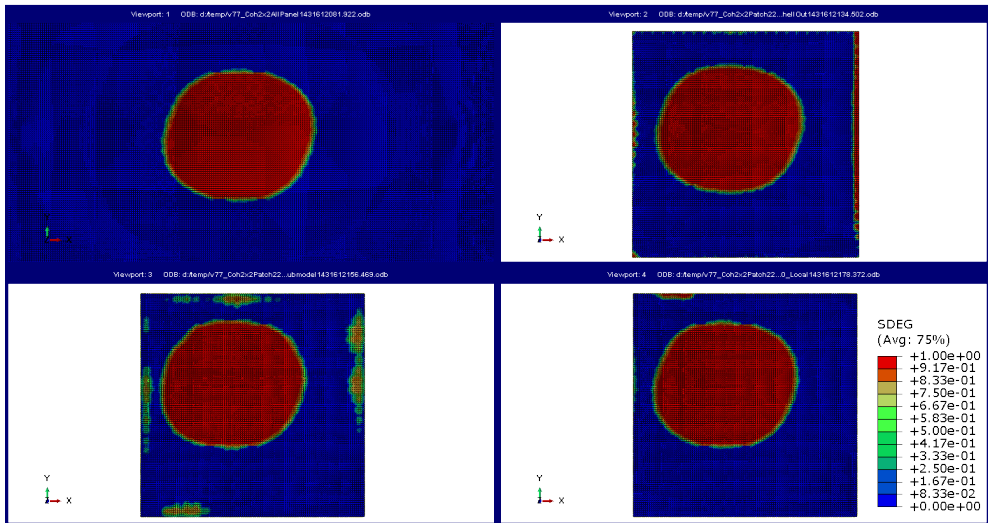 Viewport: 1 ODB: d:/temp/v77_Coh2x2AllPanel1431612081.922.odb
Viewport: 2 ODB: d:/temp/v77_Coh2x2Patch22...hellOut1431612134.502.odb
Y
Z X
Viewport: 3 ODB: d:/temp/v77_Coh2x2Patch22...ubmodel1431612156.469.odb
Viewport: 4 ODB: d:/temp/v77_Coh2x2Patch22...0_Local1431612178.372.odb
Y
Z X
Y
Z X
SDEG
(Avg: 75%)
+1.00e+00
+9.17e-01
+8.33e-01
+7.50e-01
+6.67e-01
+5.83e-01
+5.00e-01
+4.17e-01
+3.33e-01
+2.50e-01
+1.67e-01
+8.33e-02
+0.00e+00